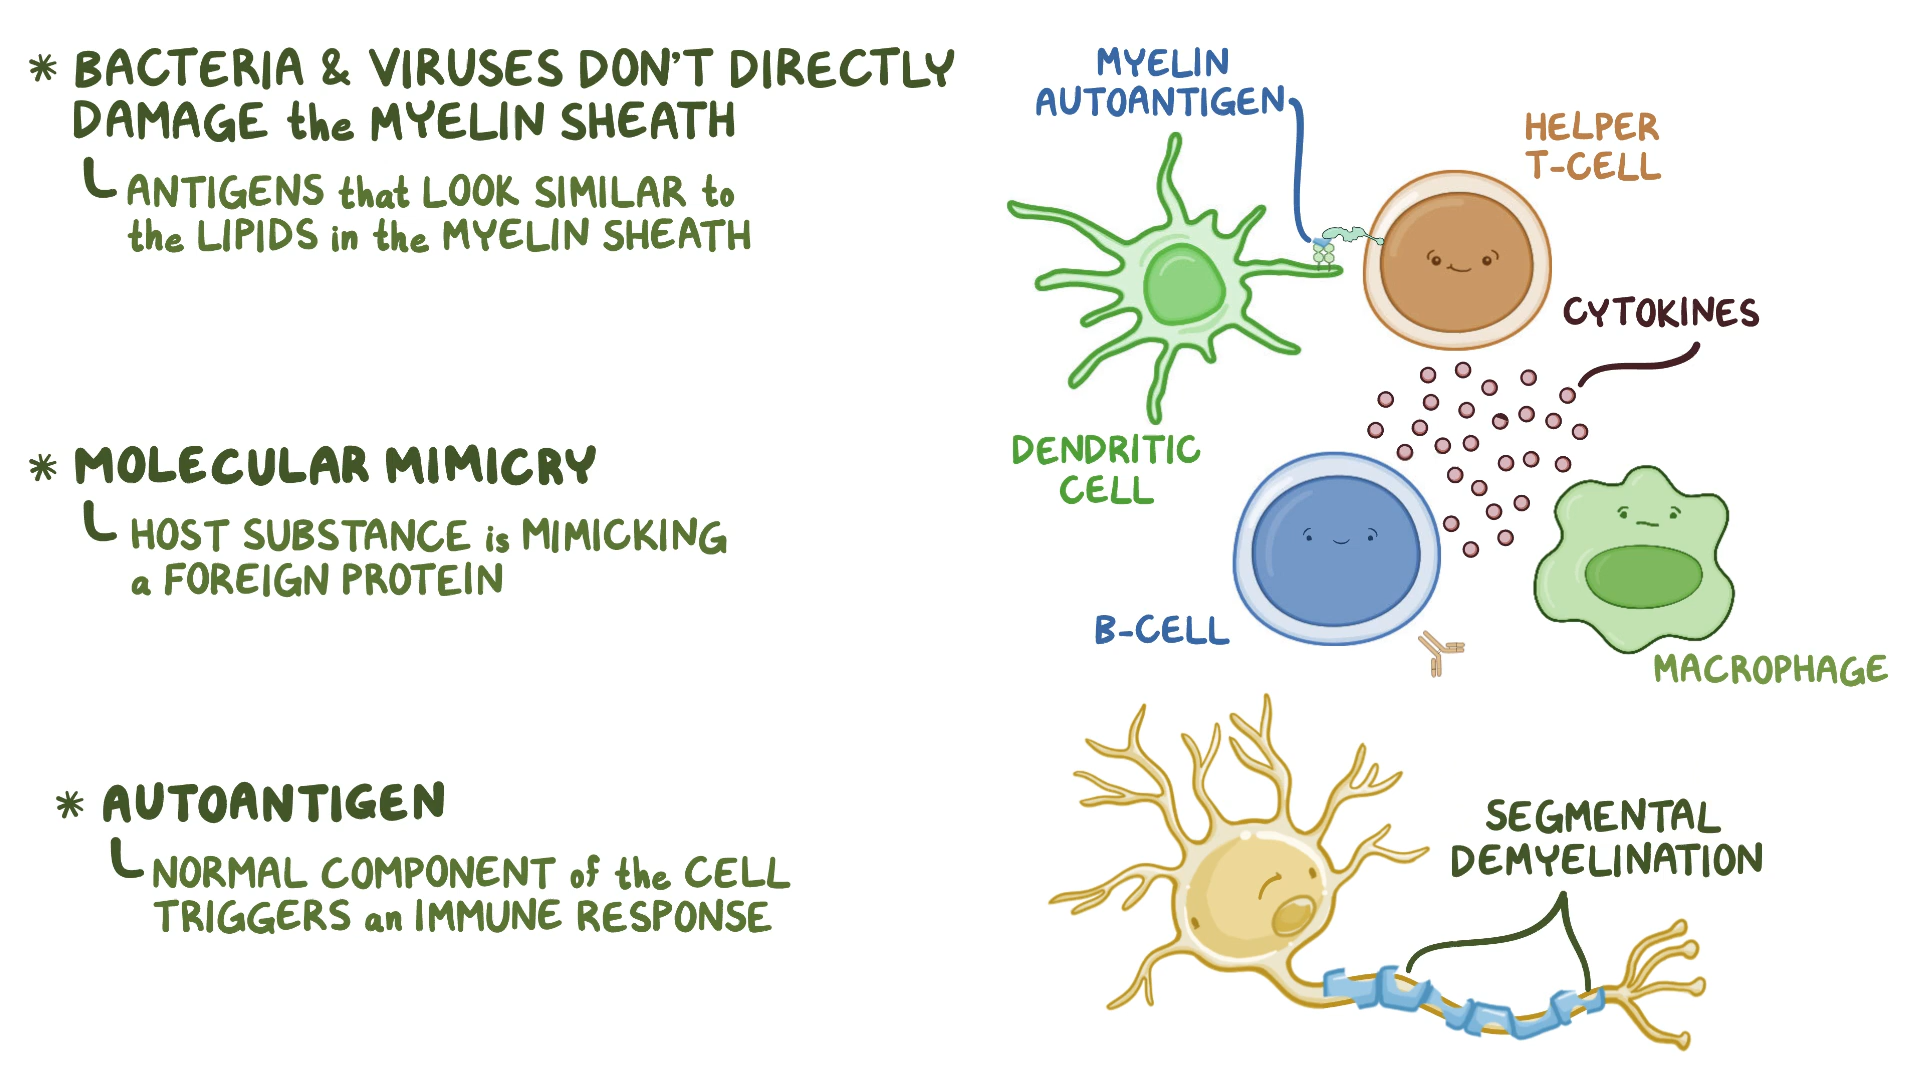 * BACTERIA & VIRUSES DON'T DIRECTLY
DAMAGE the MYELIN SHEATH
ANTIGENS that LOOK SIMILAR to
the LIPIDS in the MYELIN SHEATH
* MOLECULAR MIMICRY
HOST SUBSTANCE is MIMICKING
a FOREIGN PROTEIN
* AUTOANTIGEN
NORMAL COMPONENT of the CELL
TRIGGERS an IMMUNE RESPONSE
MYELIN
AUTOANTIGEN
HELPER
T-CELL
CYTOKINES
DENDRITIC
CELL
B-CELL
MACROPHAGE
SEGMENTAL
DEMYELINATION